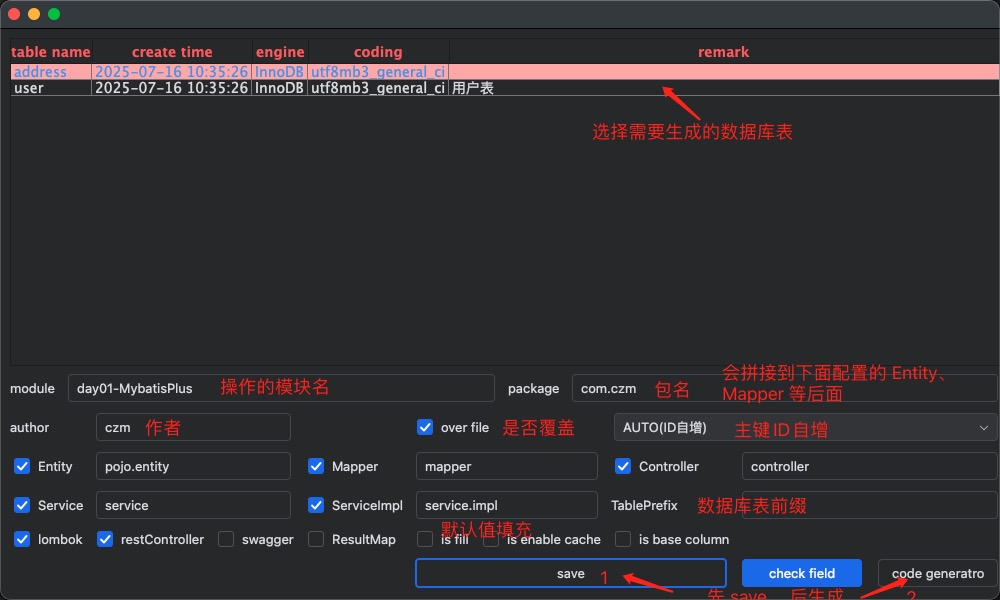 table name create time engine coding remark
address 2025-07-16 10:35:26 InnoDB utf8mb3_general_ci
user 2025-07-16 10:35:26 InnoDB utf8mb3_general_ci 用户表
选择需要生成的数据库表
会拼接到下面配置的 Entity、
Mapper 等后面
module day01-MybatisPlus 操作的模块名 package com.czm 包名
author czm 作者 over file 是否覆盖 AUTO(ID自增) 主键ID自增
Entity pojo.entity Mapper mapper Controller controller
Service service ServiceImpl service.impl TablePrefix 数据库表前缀
默认值填充
lombok restController swagger ResultMap is fill is enable cache is base column
save 1 check field code generatro
先 save 后生成 2